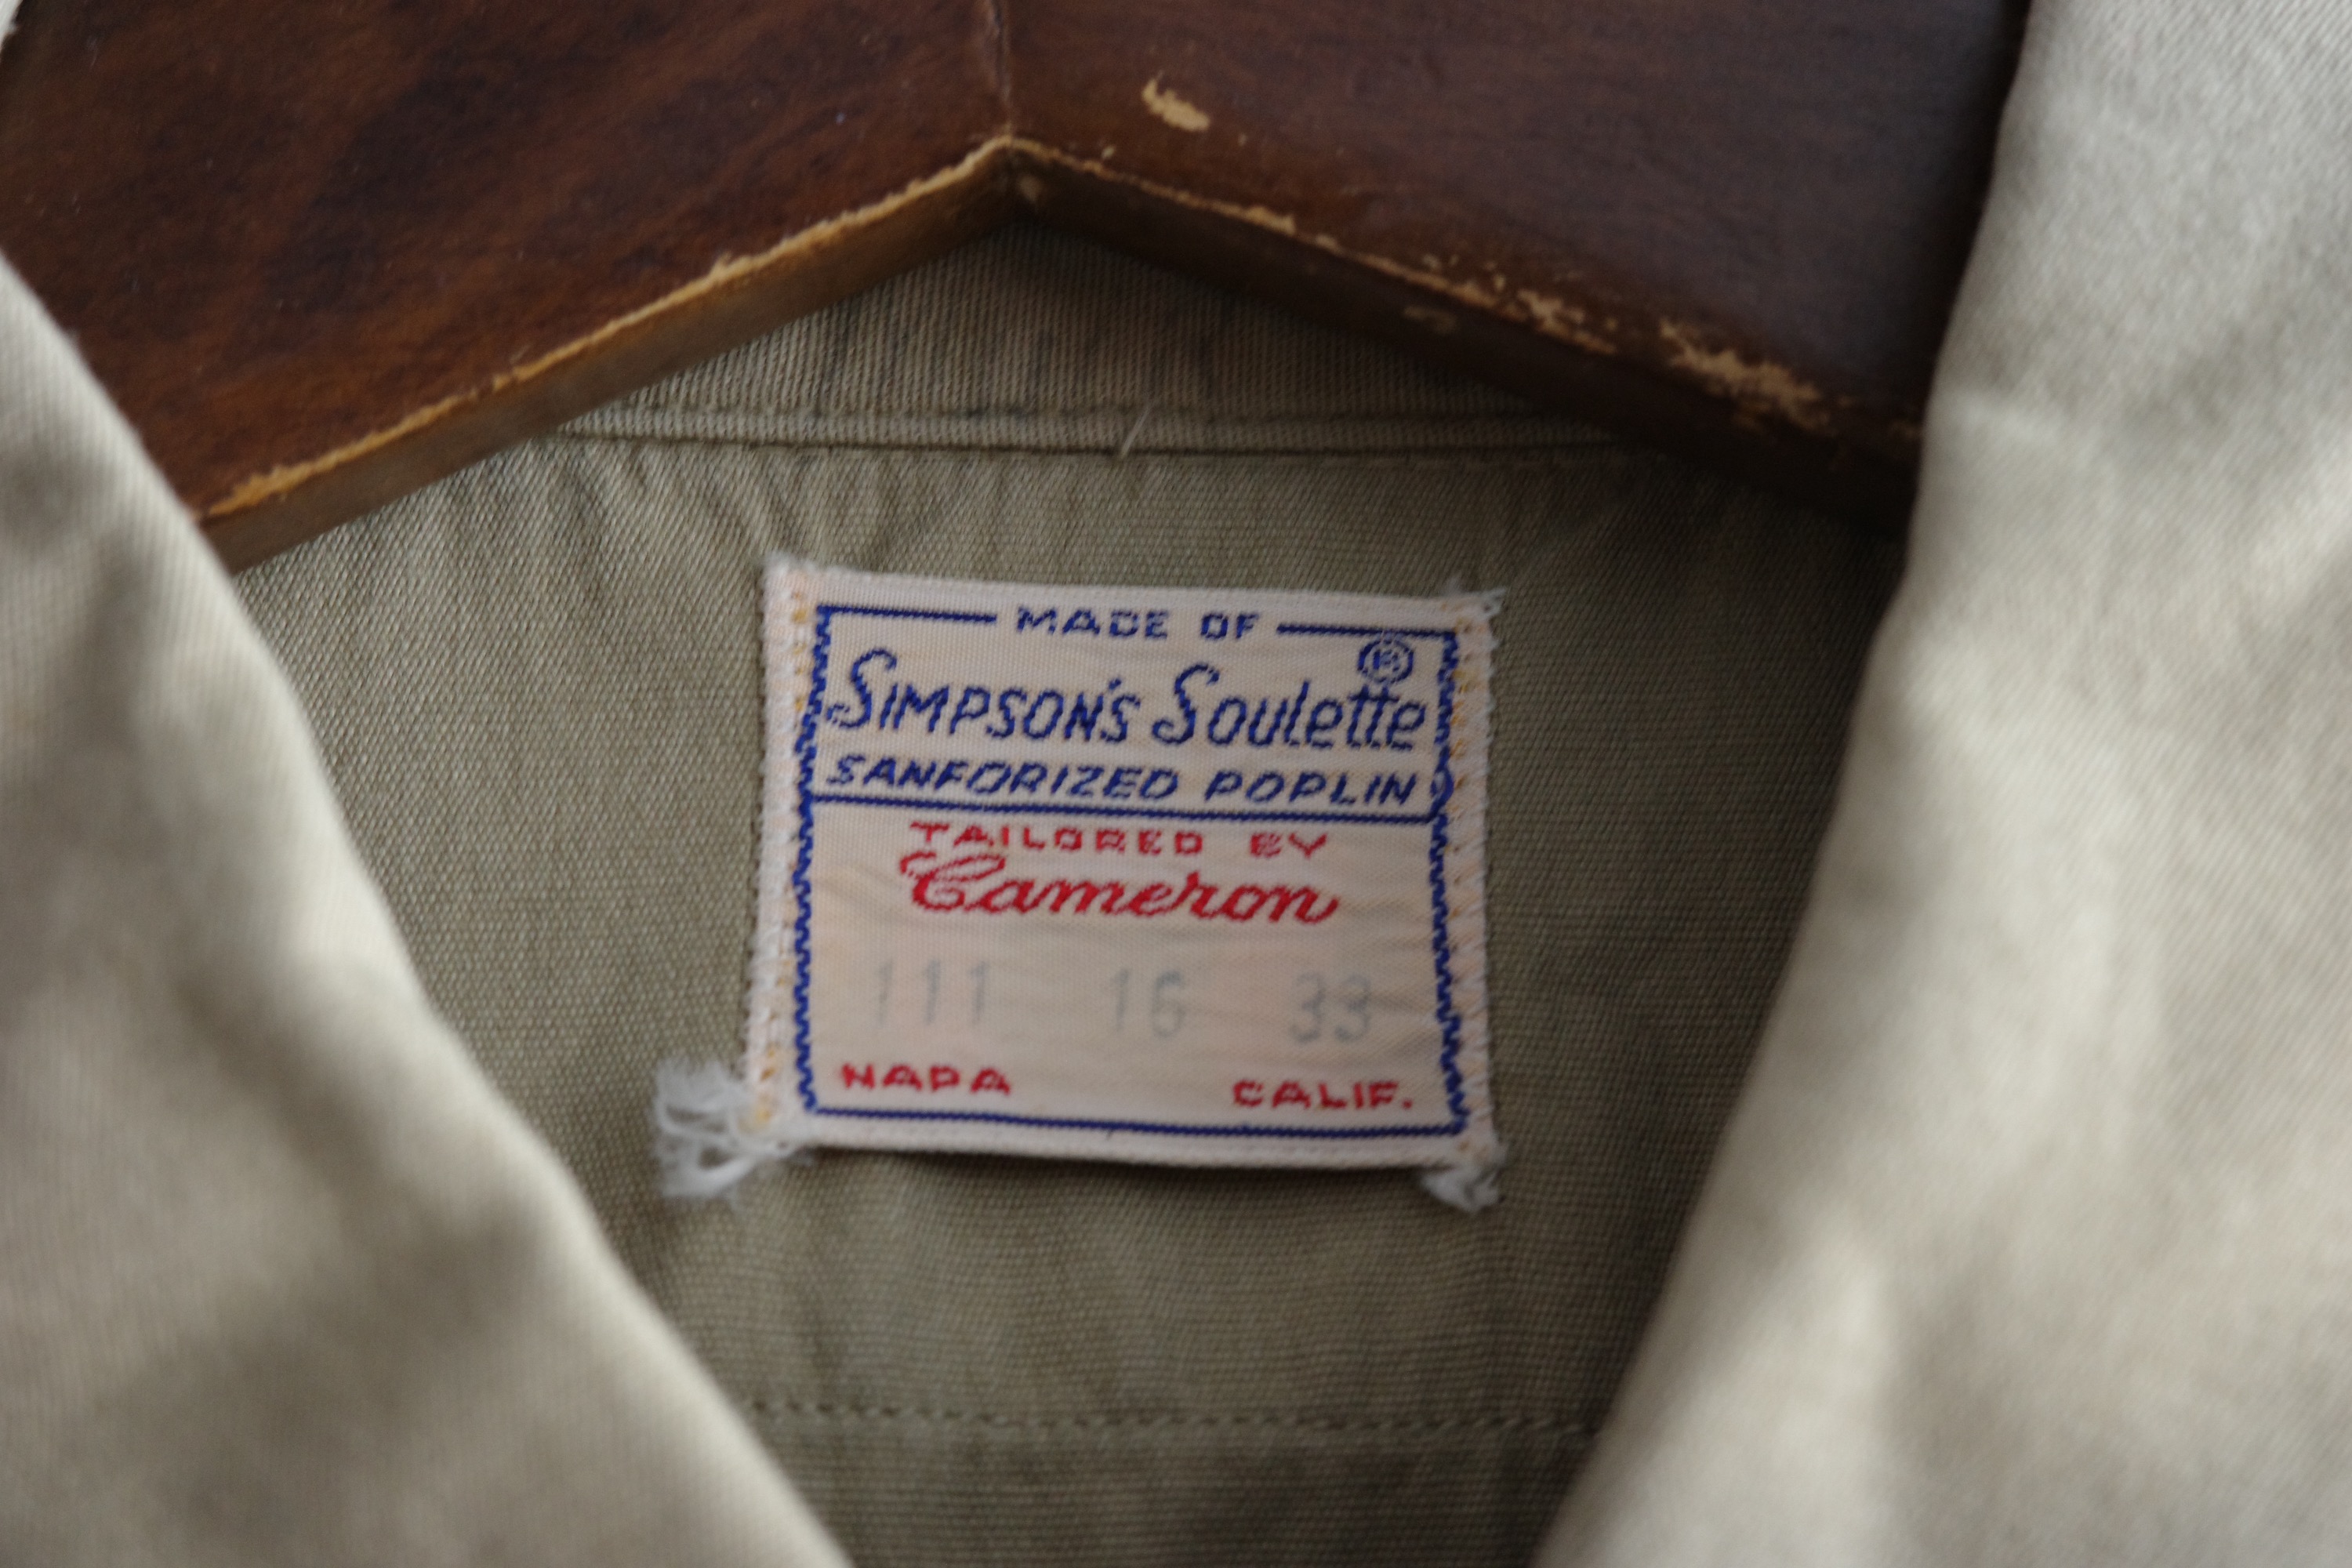 MADE OF
SIMPSON'S Soulette ®
SANFORIZED POPLIN
TAILORED BY
Cameron
111 16 33
NAPA CALIF.